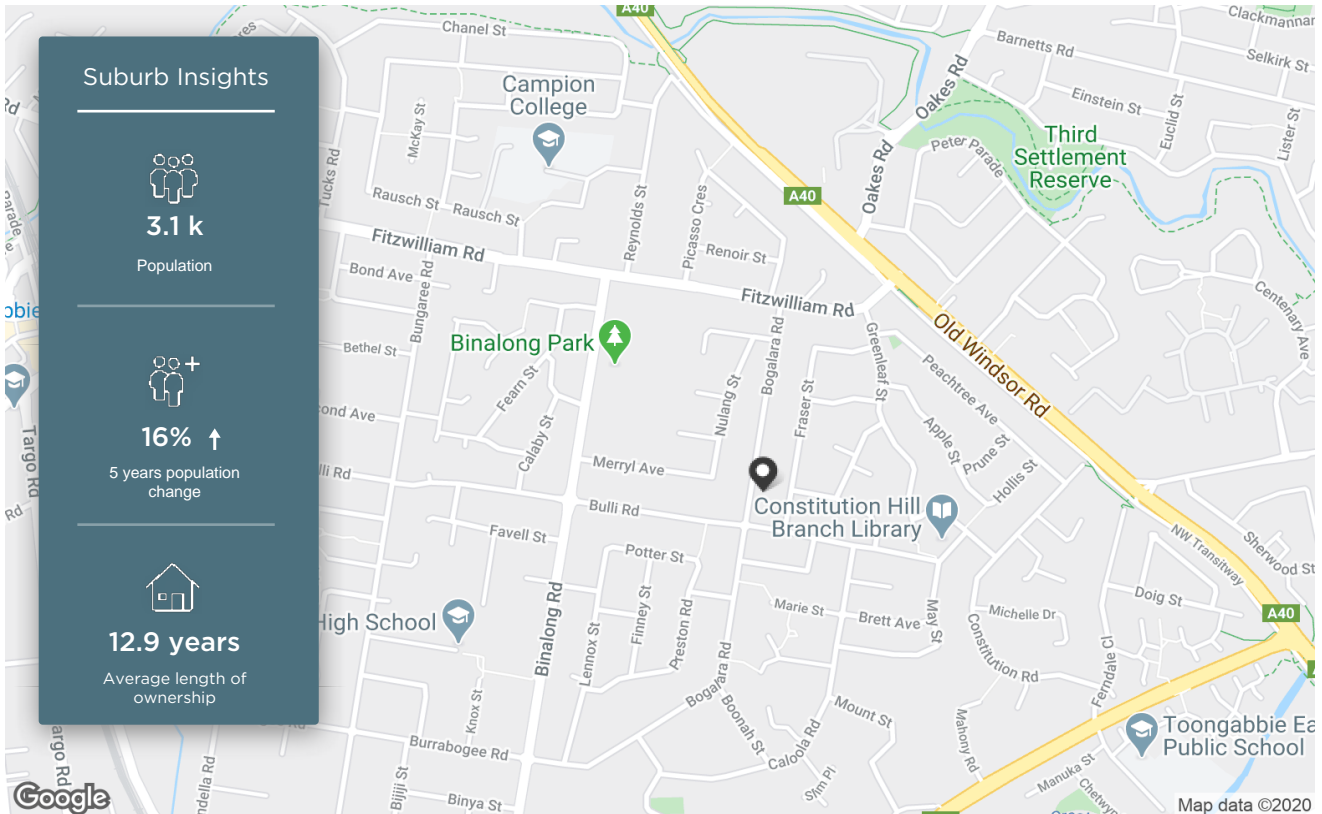 Suburb Insights
3.1 k
Population
16%
5 years population
change
12.9 years
Average length of
ownership
A40
Clackmannar
Chanel St
Barnetts Rd
Selkirk St
Oakes Rd
Campion
College
Einstein St
Euclid St
Lister St
McKay St
Third
Settlement
Reserve
Peter Parade
Tucks Rd
Oakes Rd
A40
Rausch St
Rausch St
Reynolds St
Picasso Cres
Fitzwilliam Rd
Renoir St
Bond Ave
Bungaree Rd
Fitzwilliam Rd
Centenary Ave
Old Windsor Rd
Binalong Park
Bogalara Rd
Greenleaf St
Bethel St
Peachtree Ave
Fearn St
Nulang St
Fraser St
Apple St
Prune St
Calaby St
Hollis St
Merryl Ave
Targo Rd
Rd
Bulli Rd
Constitution Hill
Branch Library
Favell St
NW Transitway
Sherwood St
Potter St
Doig St
Binalong Rd
Lennox St
Finney St
Preston Rd
Marie St
Brett Ave
May St
Michelle Dr
A40
High School
Constitution Rd
Ferndale Cl
Bogalara Rd
Boonah St
Mount St
Knox St
Caloola Rd
Mahony Rd
Toongabbie Ea
Public School
Burrabogee Rd
Manuka St
Chetwyn
Bijiji St
Binya St
Google
Map data ©2020